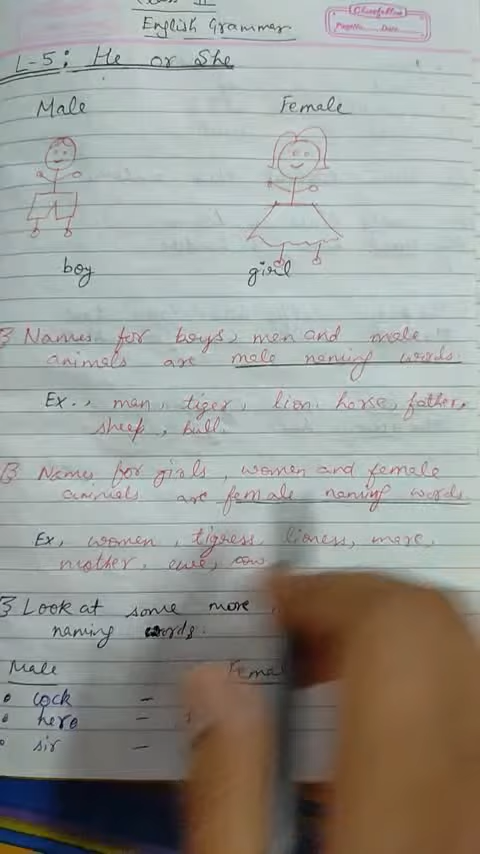 English Grammar
L-5: He or She
Male Female
boy girl
Names for boys, men and male
animals are male naming words.
Ex., man, tiger, lion, horse, father,
sheep, bull.
Names for girls, women and female
animals are female naming words
Ex, women, tigress, lioness, mare,
mother, ewe, cow
Look at some more
naming words.
Male
cock –
hero =
sir –